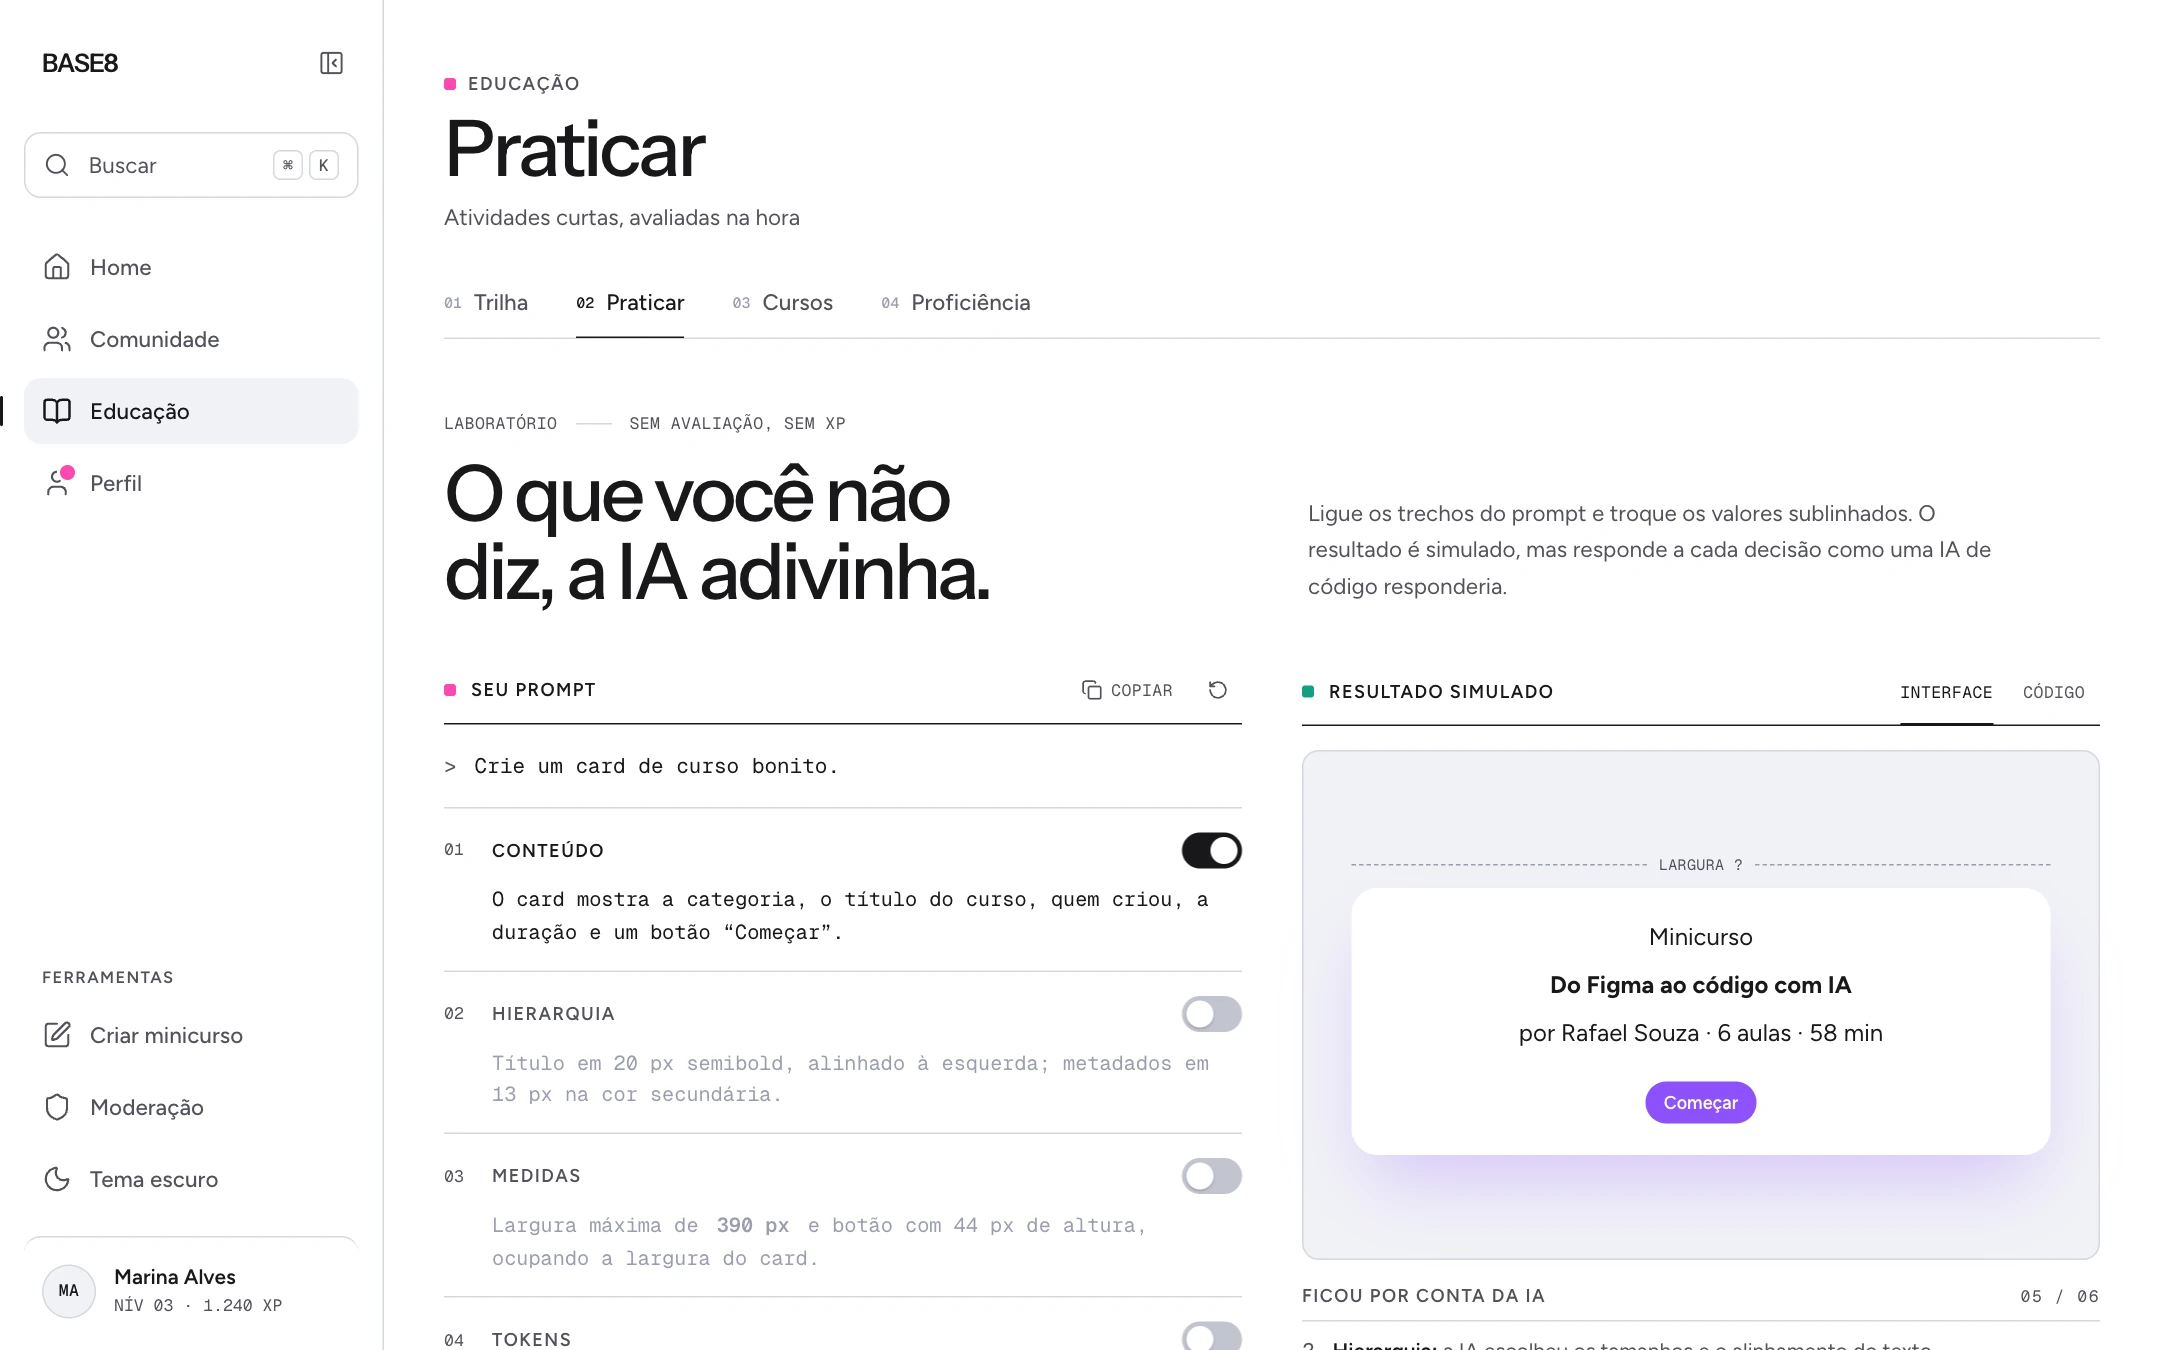 BASE8
Buscar
⌘ K
Home
Comunidade
Educação
Perfil
FERRAMENTAS
Criar minicurso
Moderação
Tema escuro
MA
Marina Alves
NÍV 03 · 1.240 XP
EDUCAÇÃO
Praticar
Atividades curtas, avaliadas na hora
01 Trilha
02 Praticar
03 Cursos
04 Proficiência
LABORATÓRIO
SEM AVALIAÇÃO, SEM XP
O que você não
diz, a IA adivinha.
Ligue os trechos do prompt e troque os valores sublinhados. O
resultado é simulado, mas responde a cada decisão como uma IA de
código responderia.
SEU PROMPT
COPIAR
> Crie um card de curso bonito.
01 CONTEÚDO
O card mostra a categoria, o título do curso, quem criou, a
duração e um botão “Começar”.
02 HIERARQUIA
Título em 20 px semibold, alinhado à esquerda; metadados em
13 px na cor secundária.
03 MEDIDAS
Largura máxima de 390 px e botão com 44 px de altura,
ocupando a largura do card.
04 TOKENS
RESULTADO SIMULADO
INTERFACE
CÓDIGO
LARGURA ?
Minicurso
Do Figma ao código com IA
por Rafael Souza · 6 aulas · 58 min
Começar
FICOU POR CONTA DA IA
05 / 06
? Hierarquia: a IA escolheu os tamanhos e o alinhamento do texto